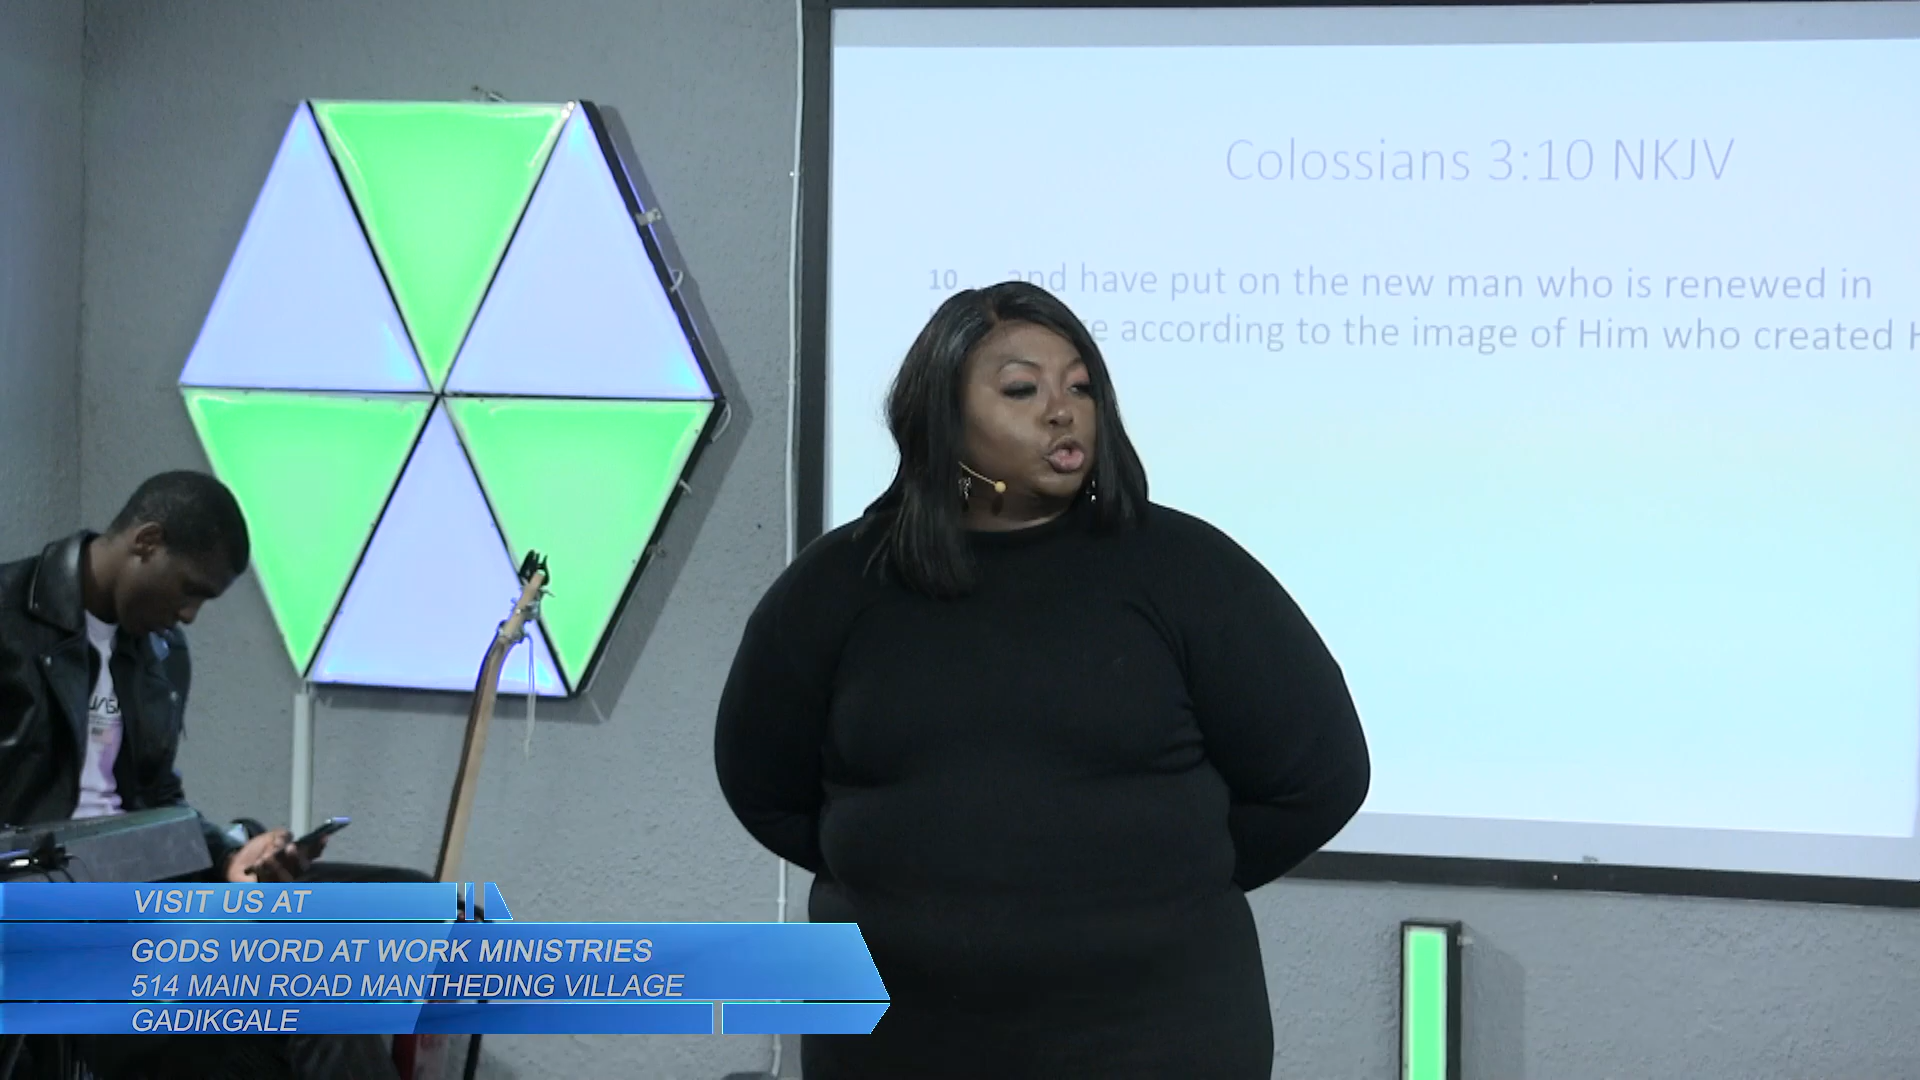 Colossians 3:10 NKJV
10 and have put on the new man who is renewed in
according to the image of Him who created
VISIT US AT
GODS WORD AT WORK MINISTRIES
514 MAIN ROAD MANTHEDING VILLAGE
GADIKGALE